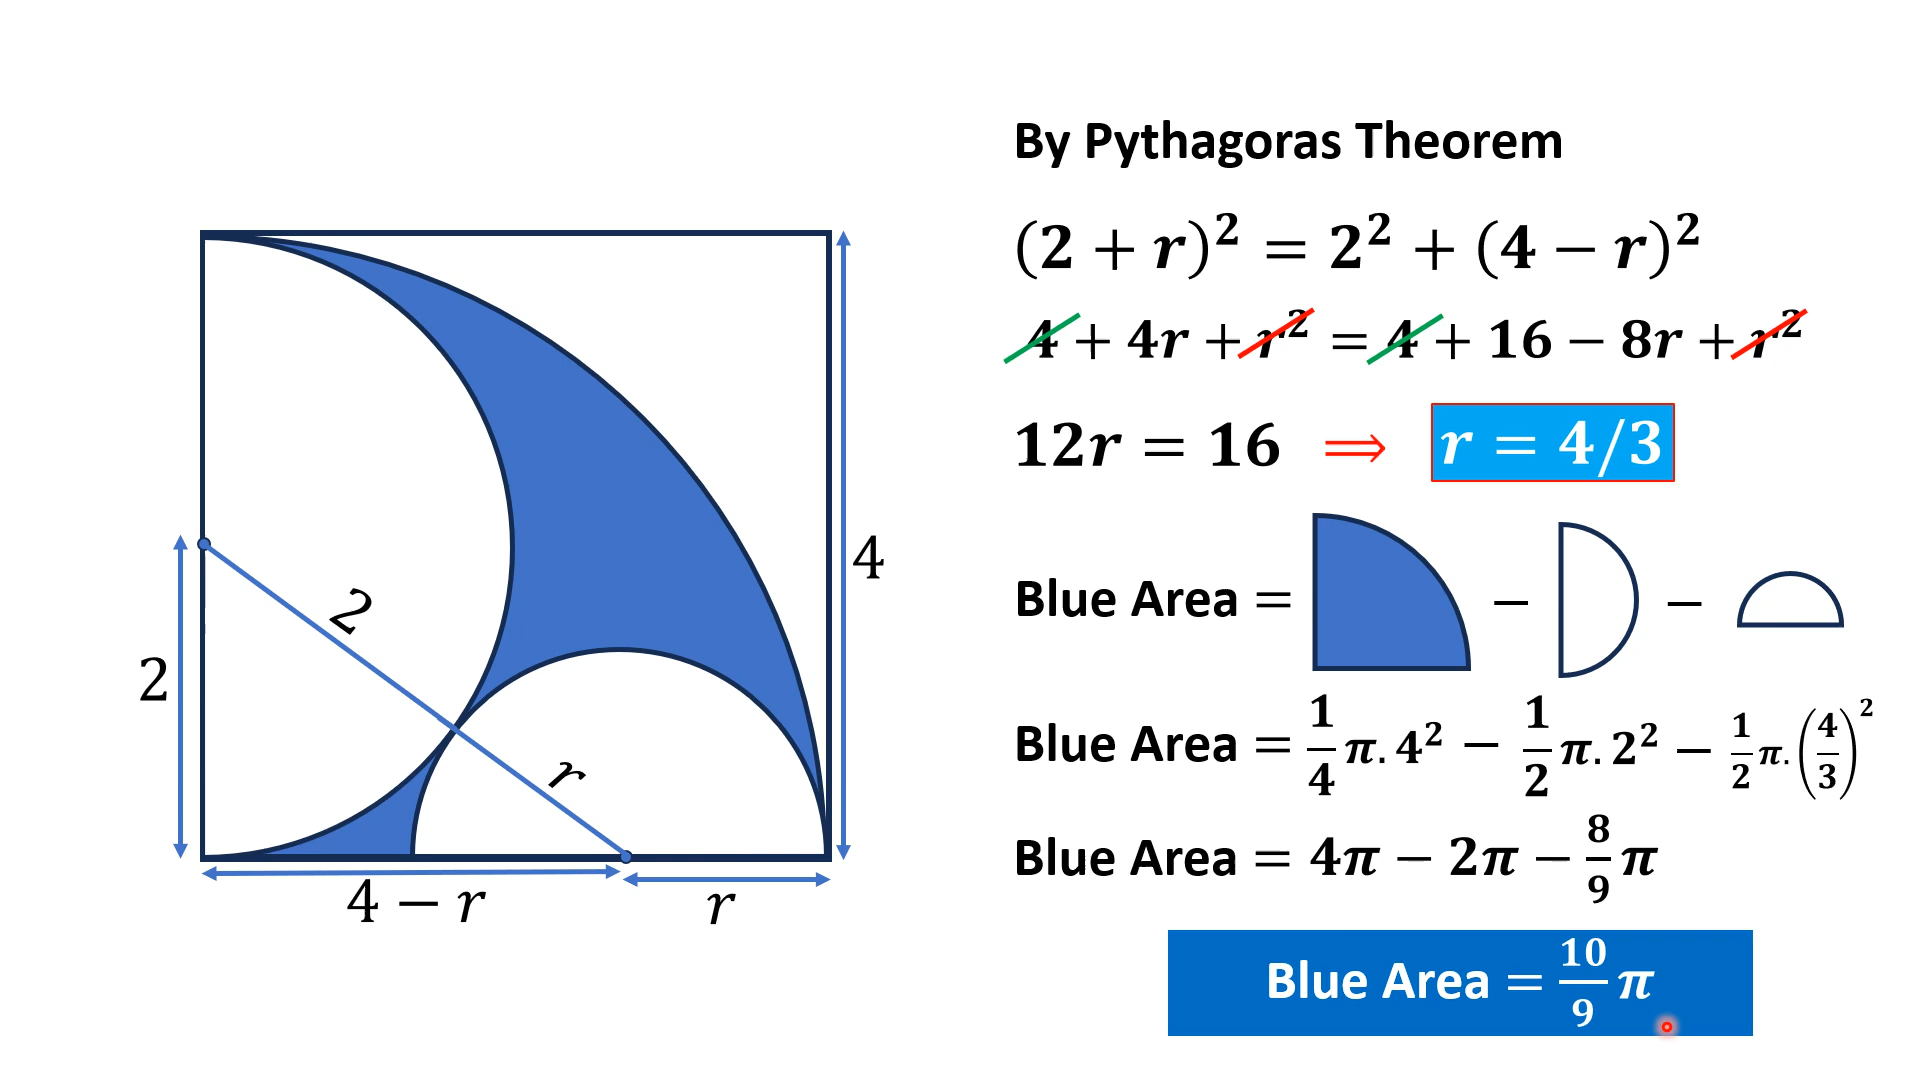 By Pythagoras Theorem
(2 + r)² = 2² + (4 − r)²
4 + 4r + r² = 4 + 16 − 8r + r²
12r = 16 ⟹ r = 4/3
Blue Area = − −
Blue Area = 1/4 π. 4² − 1/2 π. 2² − 1/2 π. (4/3)²
Blue Area = 4π − 2π − 8/9 π
Blue Area = 10/9 π
2
4
2
r
4 − r
r